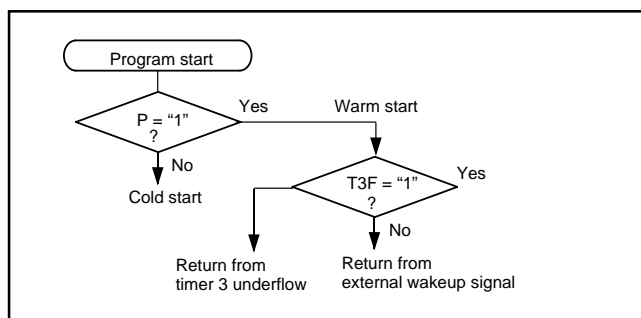 Program start
P = “1”
?
Yes
Warm start
No
Cold start
T3F = “1”
?
Yes
No
Return from
timer 3 underflow
Return from
external wakeup signal